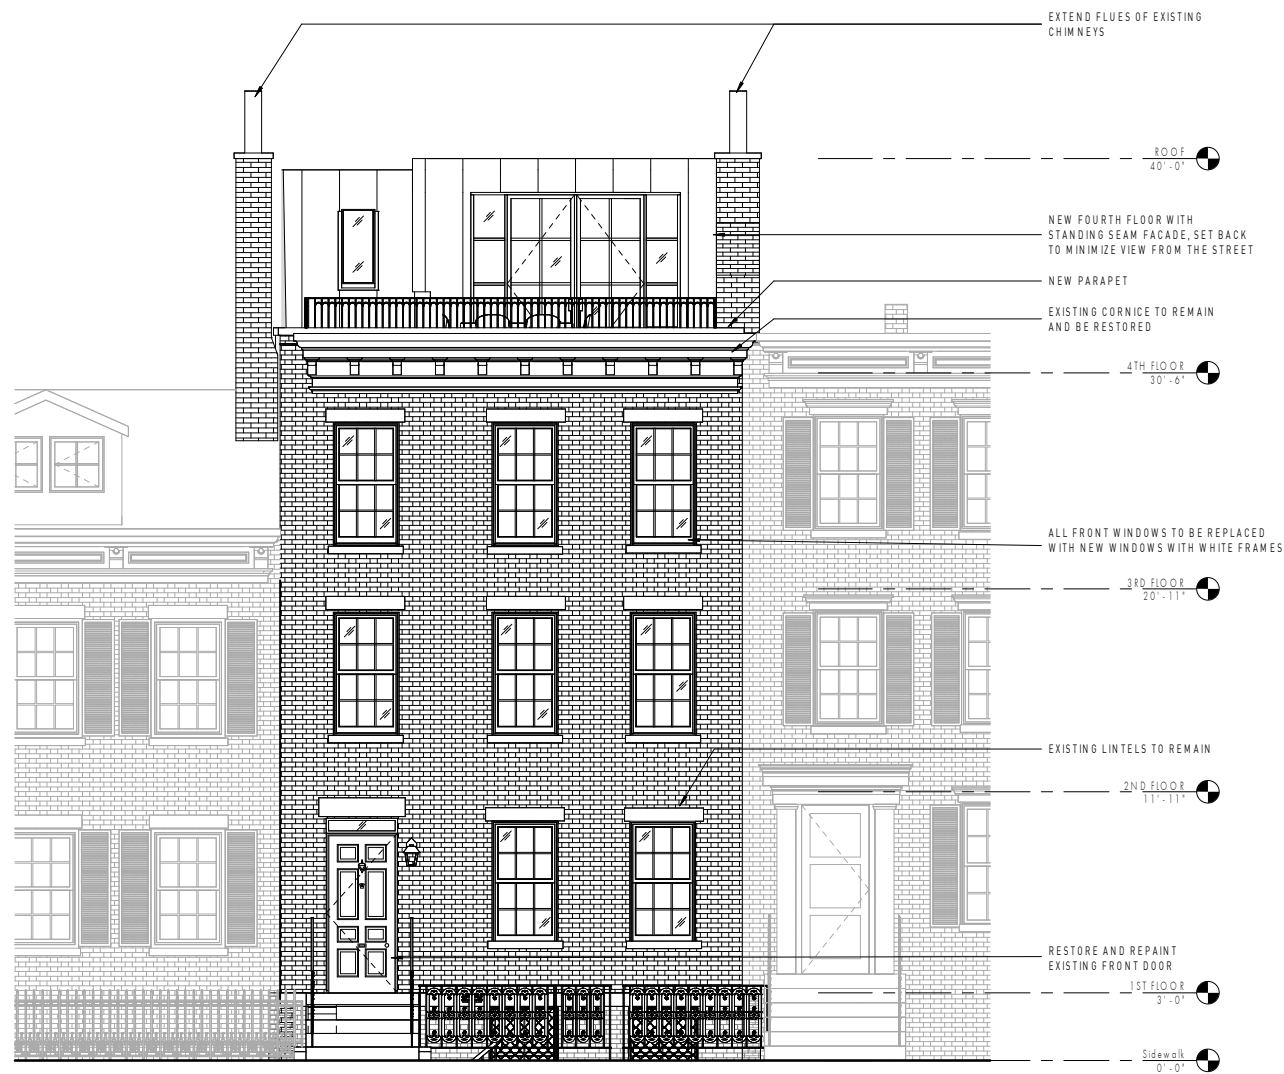 EXTEND FLUES OF EXISTING
CHIMNEYS
ROOF
40'-0"
NEW FOURTH FLOOR WITH
STANDING SEAM FACADE, SET BACK
TO MINIMIZE VIEW FROM THE STREET
NEW PARAPET
EXISTING CORNICE TO REMAIN
AND BE RESTORED
4TH FLOOR
30'-6"
ALL FRONT WINDOWS TO BE REPLACED
WITH NEW WINDOWS WITH WHITE FRAMES
3RD FLOOR
20'-11"
EXISTING LINTELS TO REMAIN
2ND FLOOR
11'-11"
RESTORE AND REPAINT
EXISTING FRONT DOOR
1ST FLOOR
3'-0"
Sidewalk
0'-0"